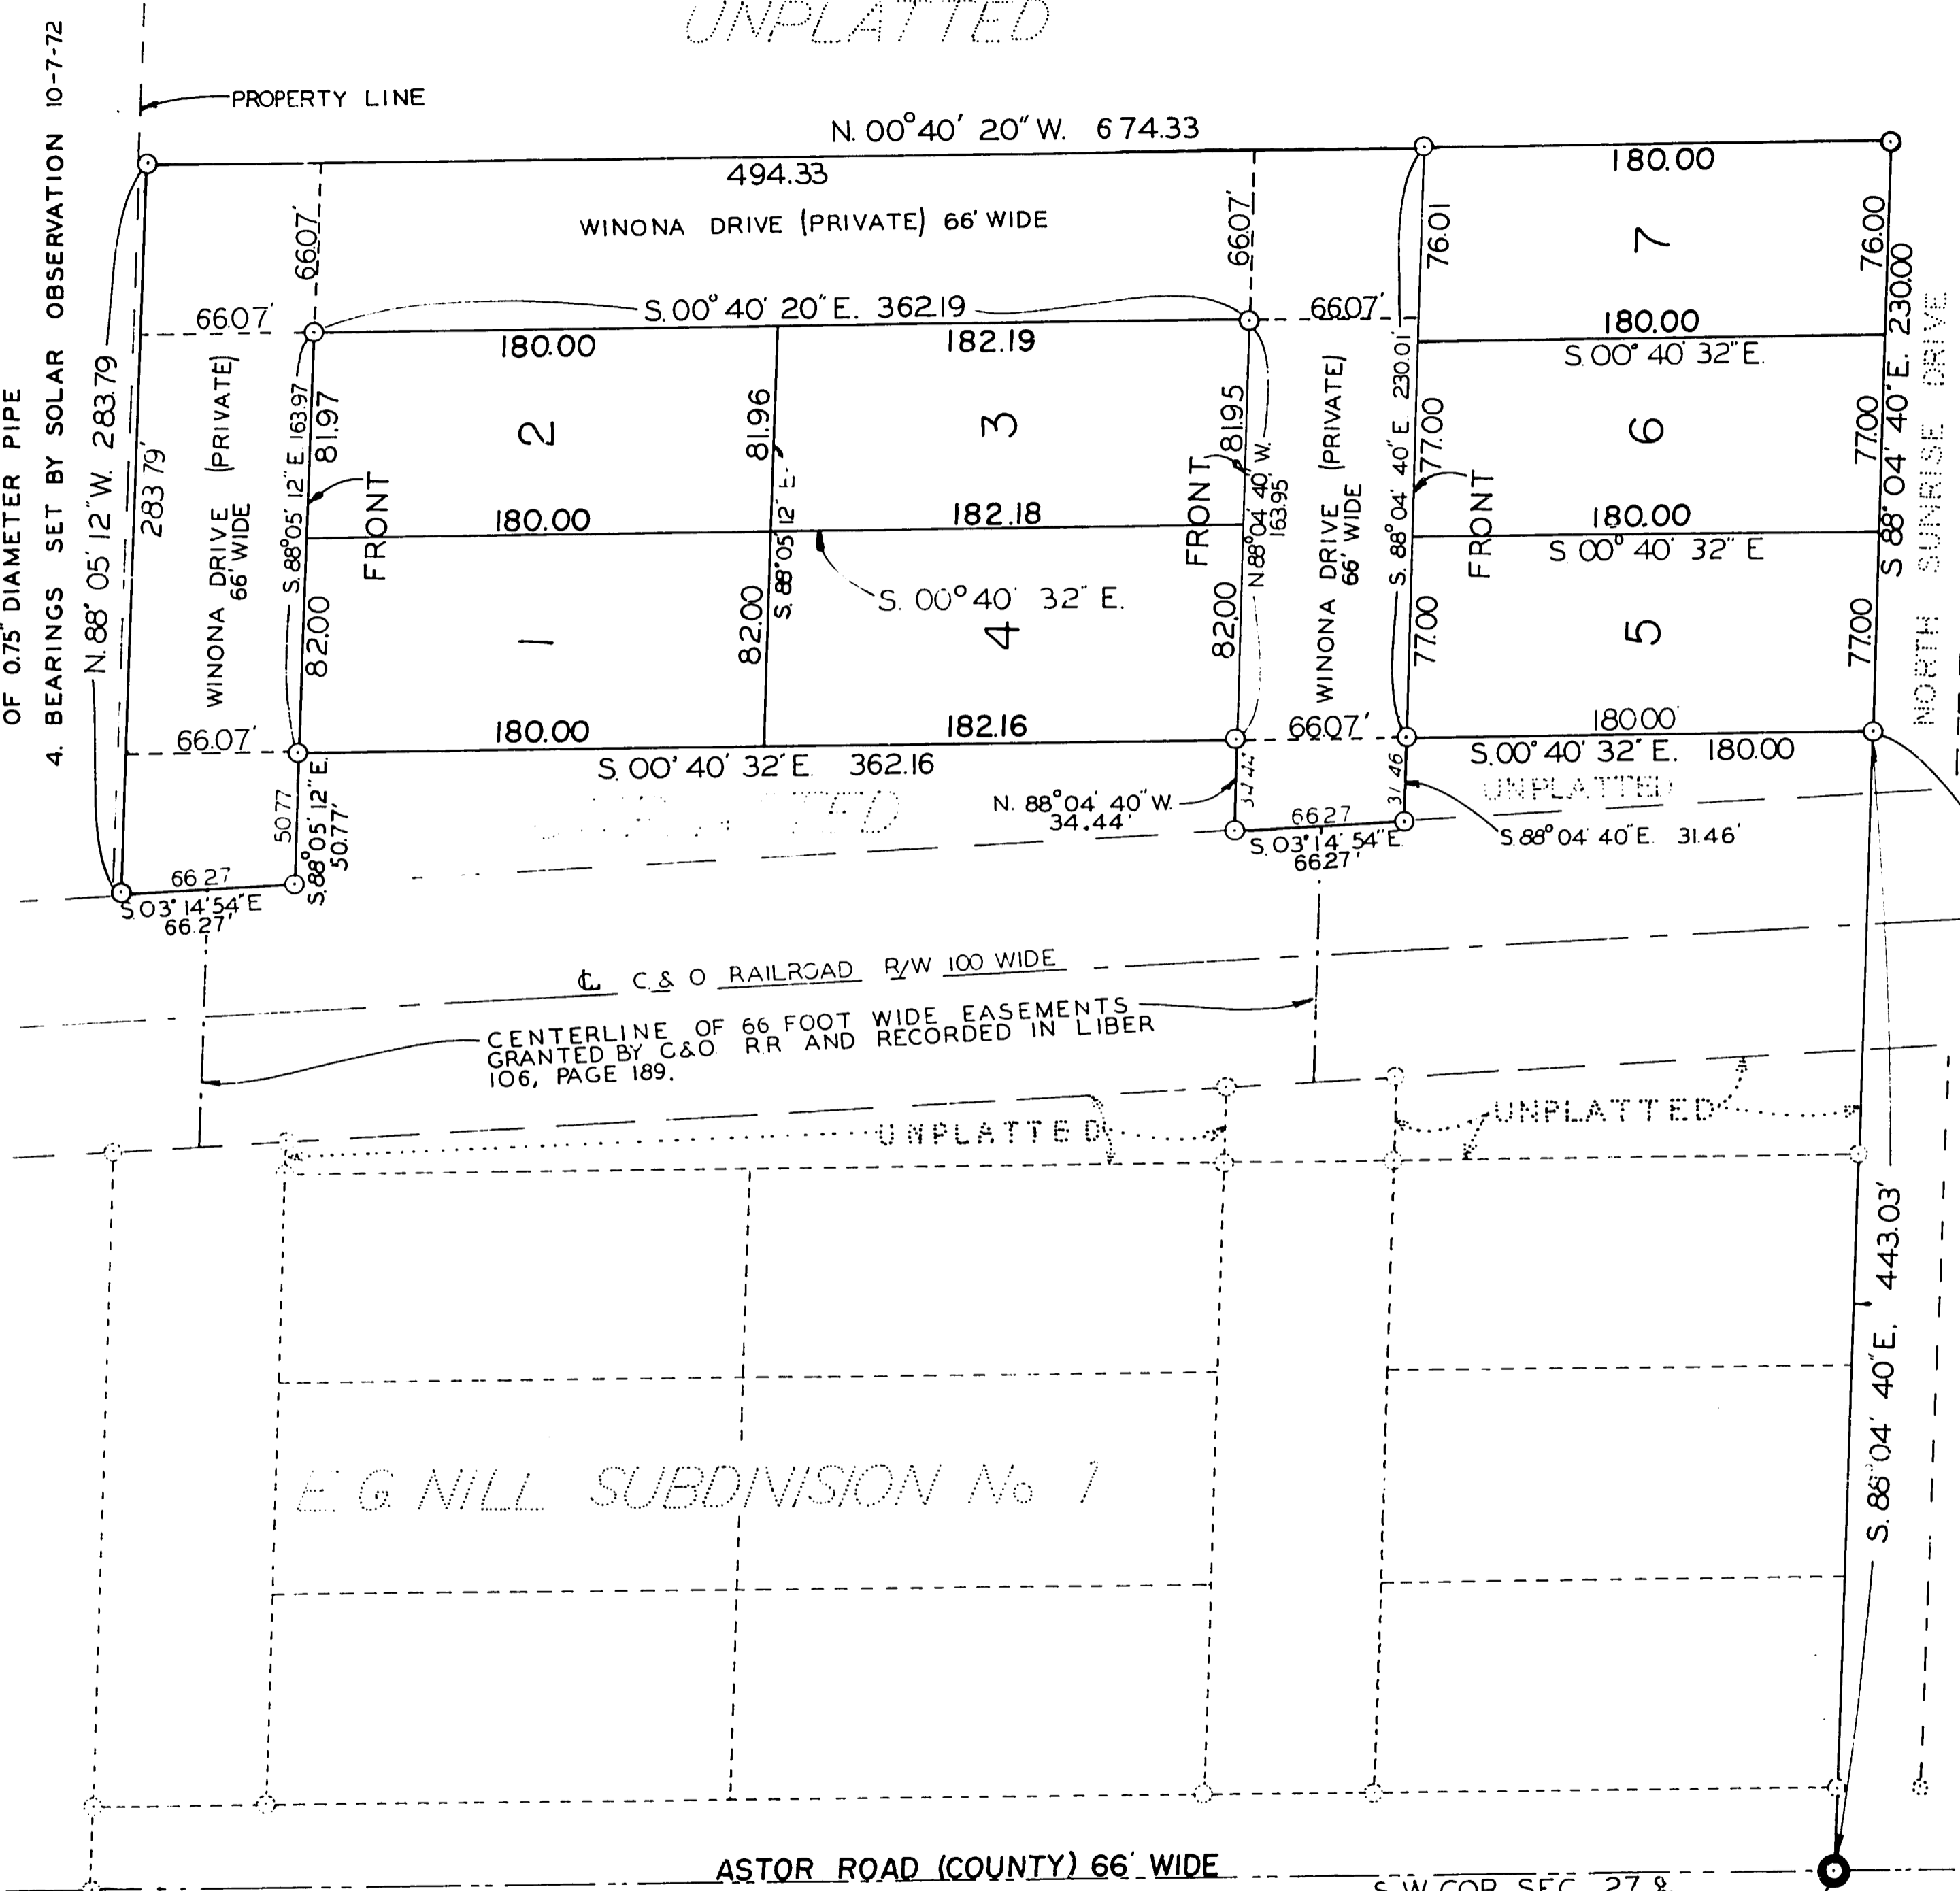 UNPLATTED
OF 0.75" DIAMETER PIPE
4. BEARINGS SET BY SOLAR OBSERVATION 10-7-72
PROPERTY LINE
N. 00°40' 20" W. 674.33
494.33
180.00
WINONA DRIVE (PRIVATE) 66' WIDE
66.07'
66.07'
76.01
7
76.00
S. 88° 04' 40" E. 230.00
NORTH SUNRISE DRIVE
N. 88° 05' 12" W. 283.79
283.79'
66.07'
S. 00° 40' 20" E. 362.19
66.07'
180.00
182.19
180.00
S. 00° 40' 32" E.
WINONA DRIVE (PRIVATE)
66' WIDE
S. 88°05' 12" E. 163.97
81.97
2
81.96
3
81.95
FRONT
FRONT
N. 88°04' 40" W.
163.95
WINONA DRIVE (PRIVATE)
66' WIDE
S. 88° 04' 40" E. 230.01'
77.00
6
77.00
FRONT
180.00
182.18
180.00
S. 00° 40' 32" E
S. 88°05' 12" E.
S. 00°40' 32" E.
82.00
1
82.00
4
82.00
77.00
5
77.00
66.07'
180.00
182.16
66.07'
180.00
S. 00° 40' 32" E. 362.16
S. 00° 40' 32" E. 180.00
UNPLATTED
50.77
S. 88°05' 12" E.
50.77'
N. 88°04' 40" W.
34.44'
34.44'
31.46
S. 88° 04' 40" E. 31.46'
66.27
S. 03° 14' 54" E
66.27'
66.27
S. 03° 14' 54" E
66.27'
℄ C. & O RAILROAD R/W 100 WIDE
CENTERLINE OF 66 FOOT WIDE EASEMENTS
GRANTED BY C&O R.R AND RECORDED IN LIBER
106, PAGE 189.
UNPLATTED
UNPLATTED
S. 88° 04' 40" E. 443.03'
E G NILL SUBDIVISION No 1
ASTOR ROAD (COUNTY) 66' WIDE
S. W. COR. SEC. 27 &